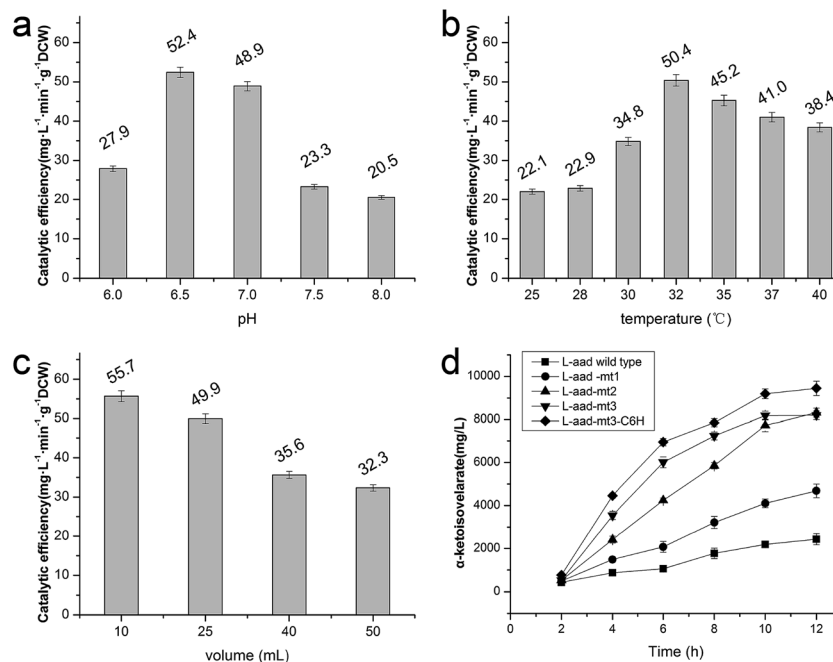 a
Catalytic efficiency(mg·L⁻¹·min⁻¹·g⁻¹DCW)
60
50
40
30
20
10
0
27.9
52.4
48.9
23.3
20.5
6.0 6.5 7.0 7.5 8.0
pH
b
Catalytic efficiency(mg·L⁻¹·min⁻¹·g⁻¹DCW)
60
50
40
30
20
10
0
22.1
22.9
34.8
50.4
45.2
41.0
38.4
25 28 30 32 35 37 40
temperature (℃)
c
Catalytic efficiency(mg·L⁻¹·min⁻¹·g⁻¹DCW)
60
50
40
30
20
10
0
55.7
49.9
35.6
32.3
10 25 40 50
volume (mL)
d
L-aad wild type
L-aad -mt1
L-aad-mt2
L-aad-mt3
L-aad-mt3-C6H
α-ketoisovelarate(mg/L)
10000
8000
6000
4000
2000
0
0 2 4 6 8 10 12
Time (h)